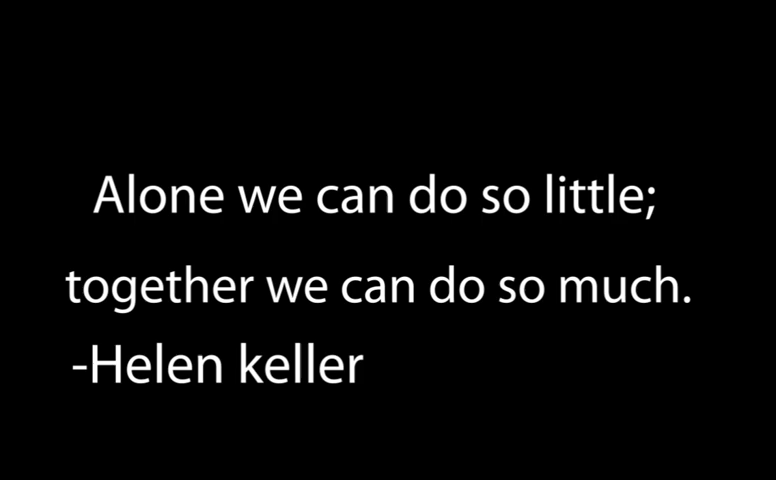 Alone we can do so little;
together we can do so much.
-Helen keller